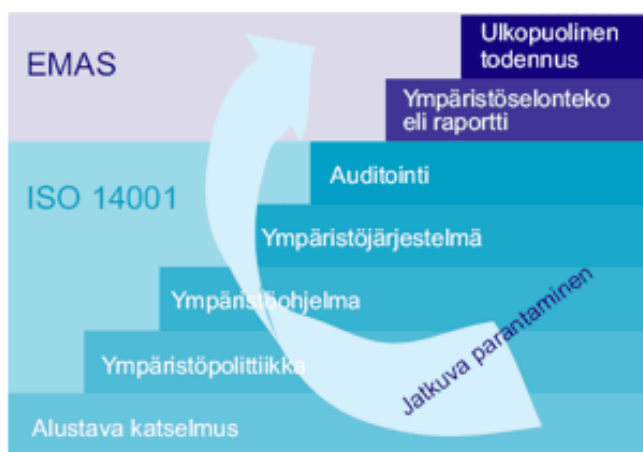 EMAS
Ulkopuolinen
todennus
Ympäristöselonteko
eli raportti
ISO 14001
Auditointi
Ympäristöjärjestelmä
Ympäristöohjelma
Ympäristöpolittiikka
Alustava katselmus
Jatkuva parantaminen